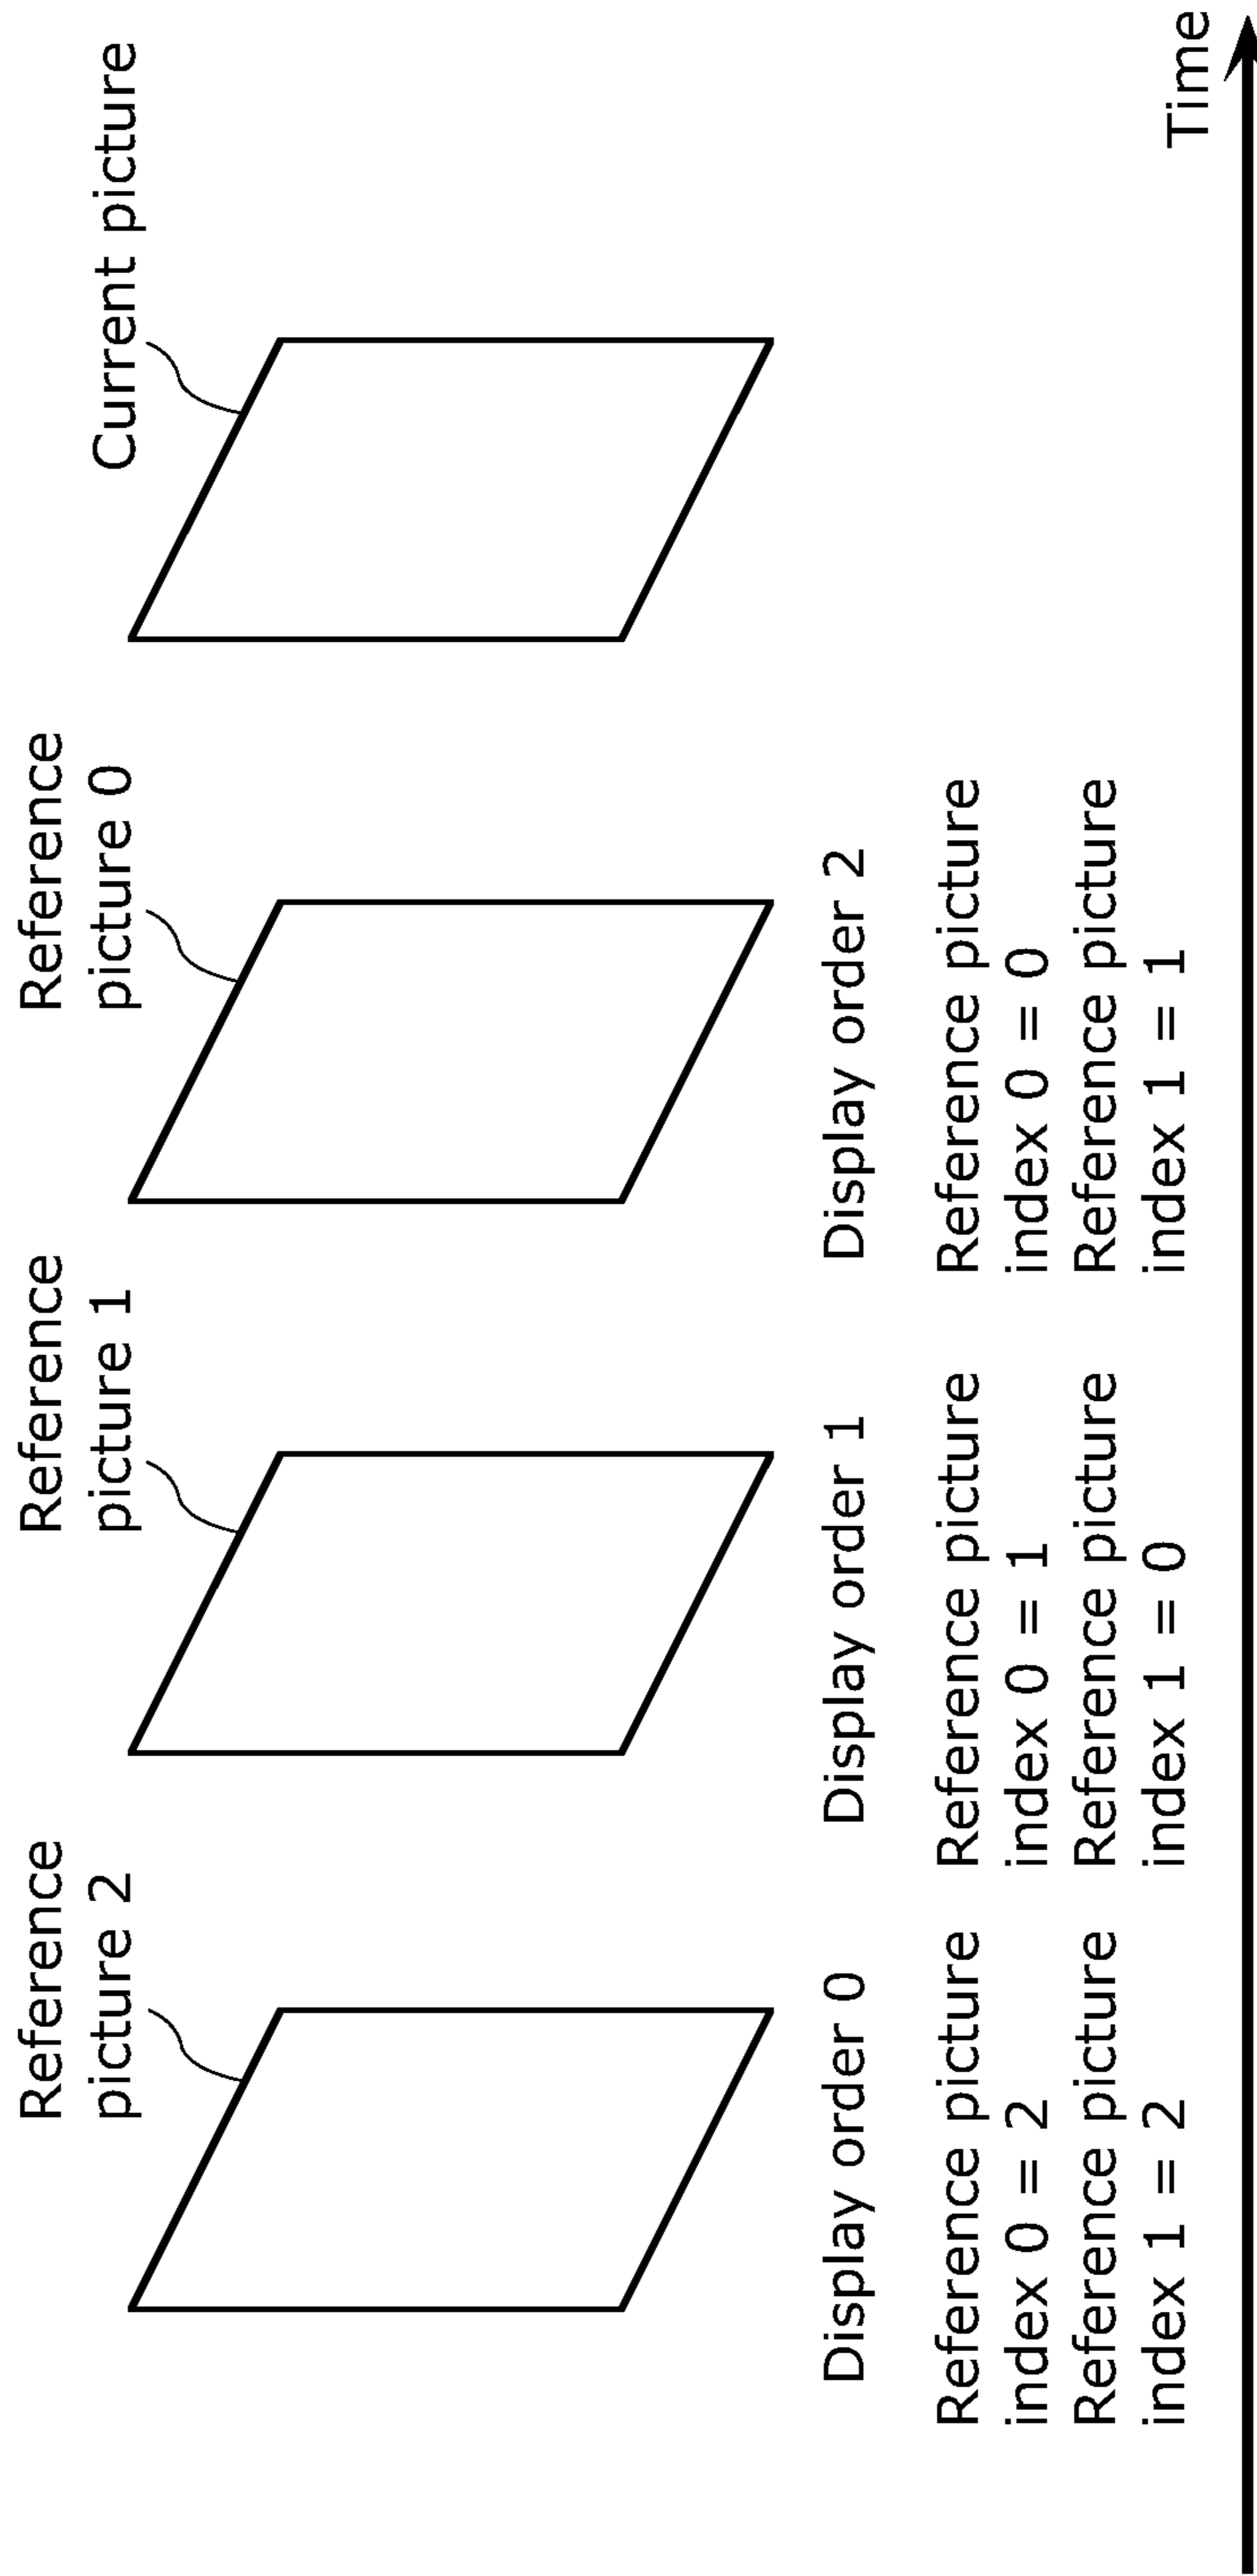 Reference
picture 2
Reference
picture 1
Reference
picture 0
Current picture
Display order 0
Display order 1
Display order 2
Reference picture
index 0 = 2
Reference picture
index 1 = 2
Reference picture
index 0 = 1
Reference picture
index 1 = 0
Reference picture
index 0 = 0
Reference picture
index 1 = 1
Time